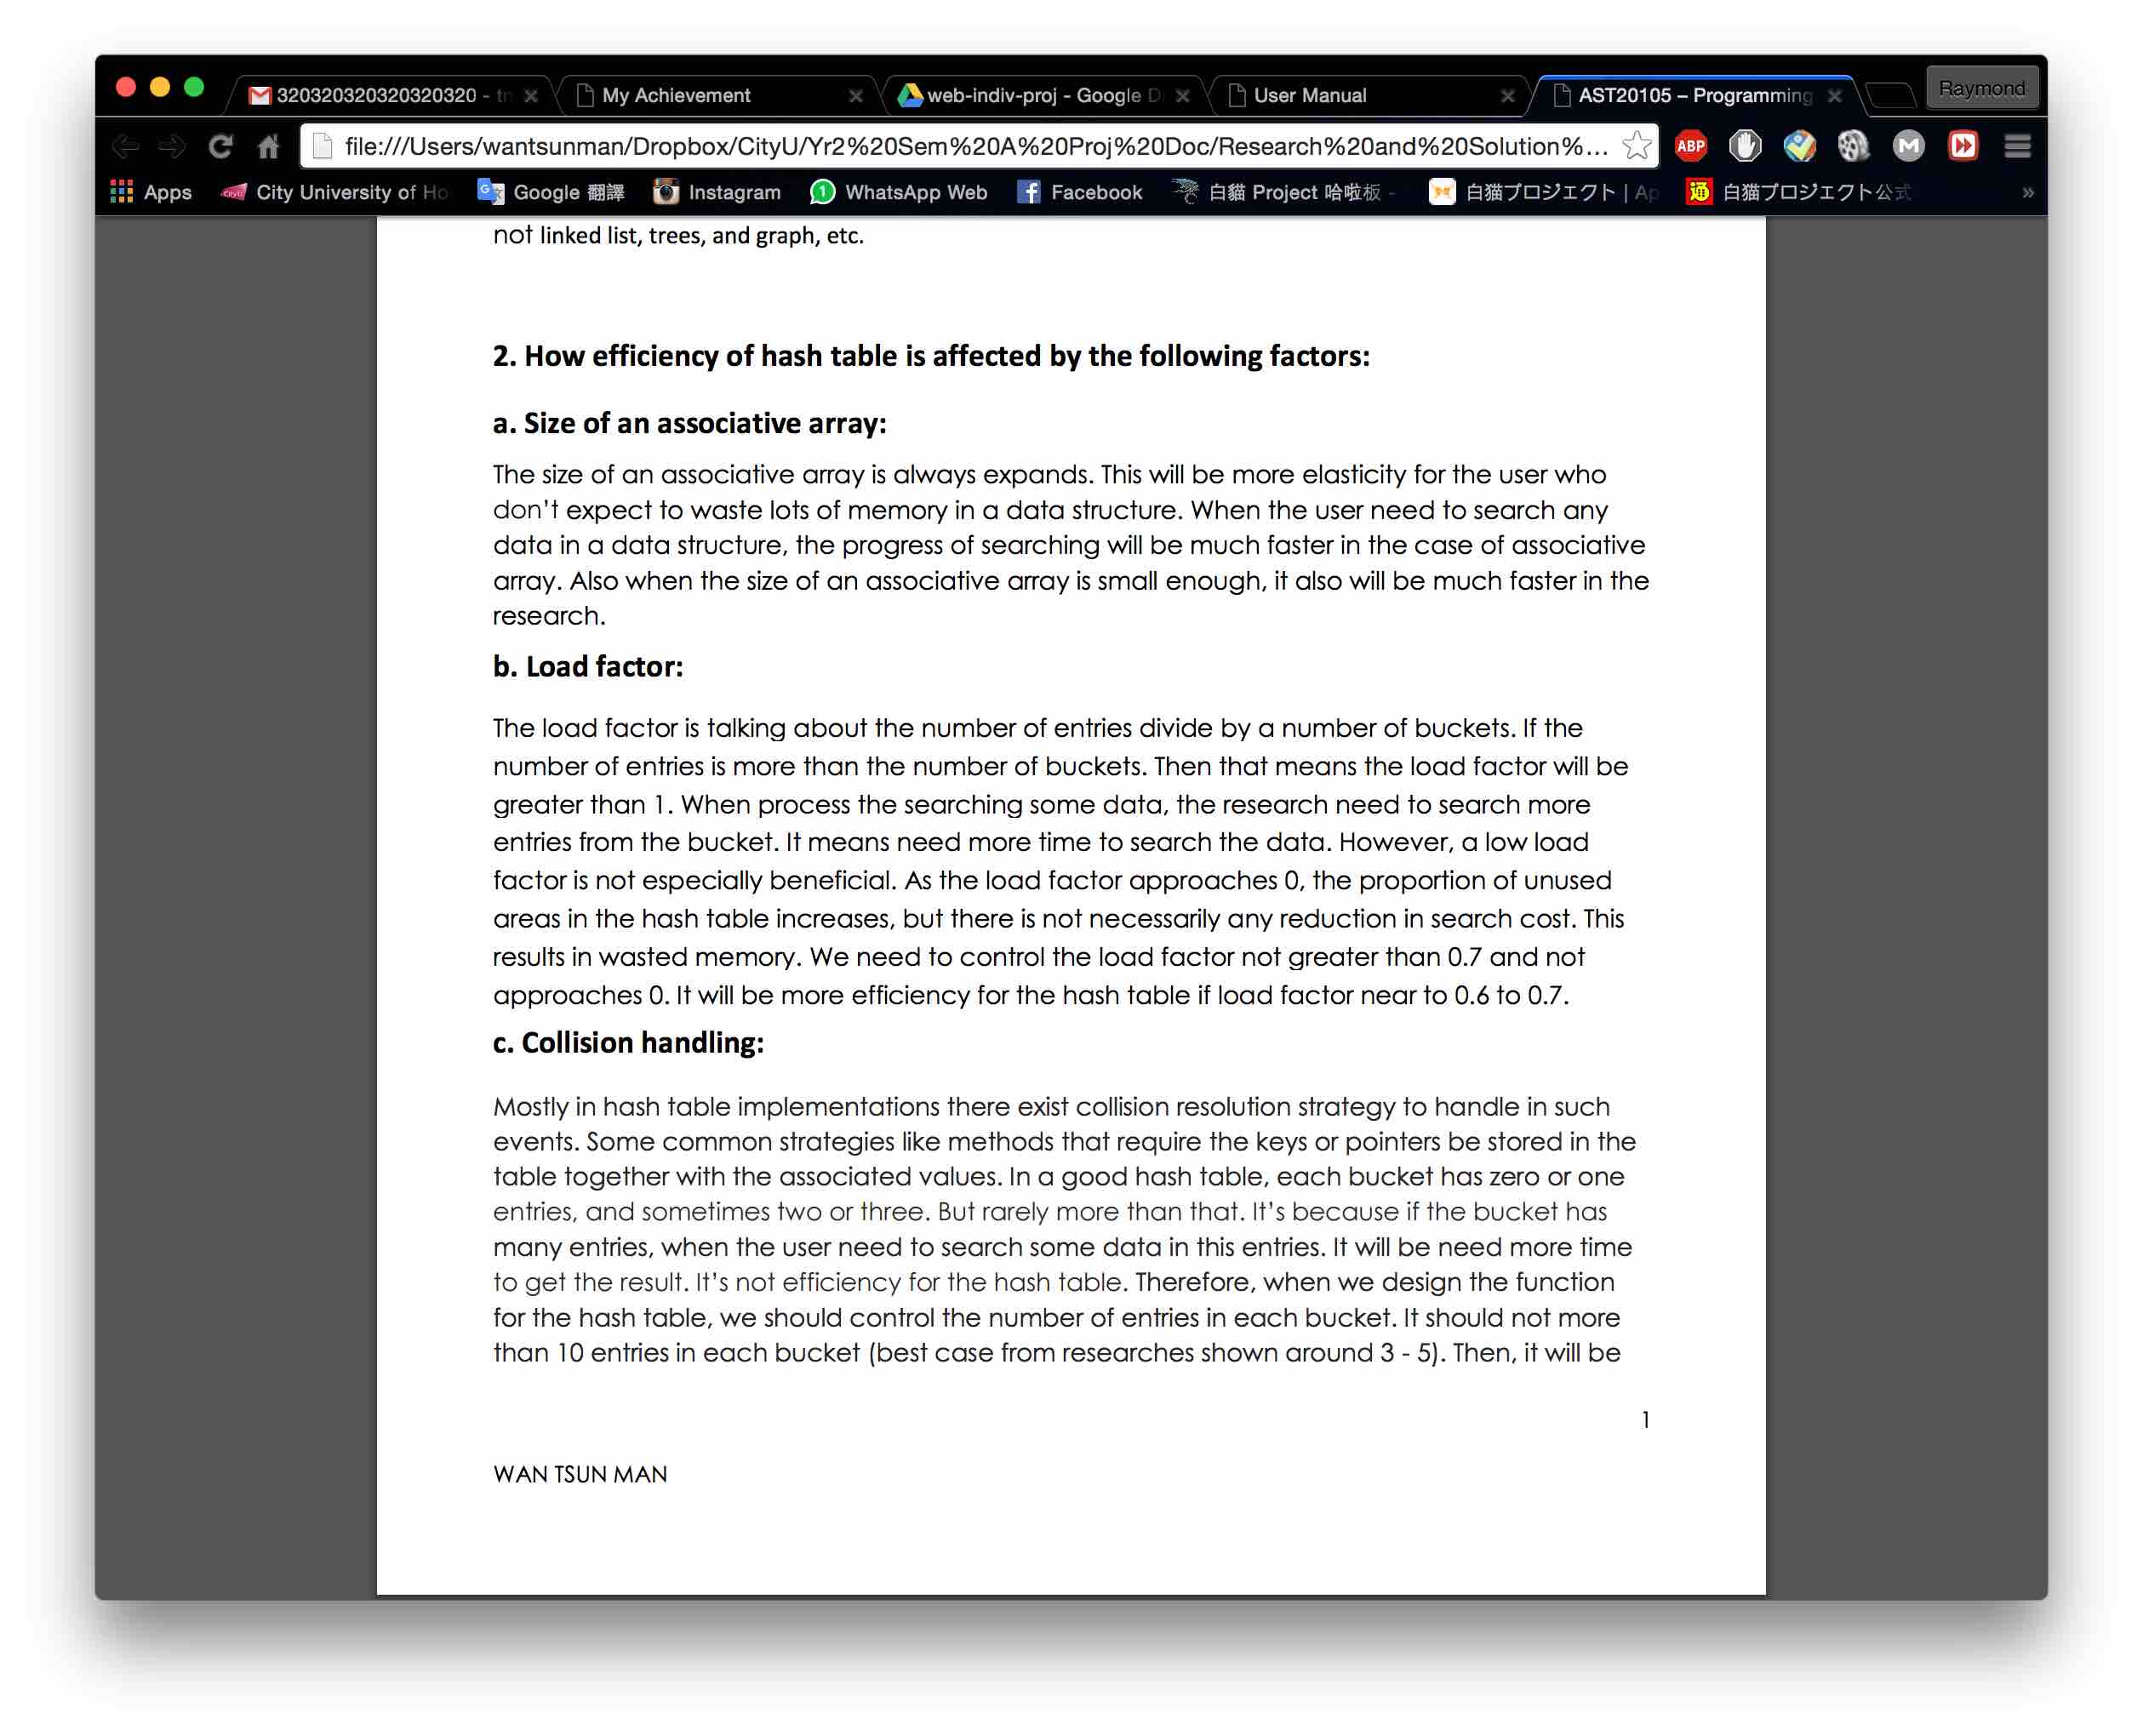 320320320320320320 - tn
My Achievement
web-indiv-proj - Google D
User Manual
AST20105 – Programming
Raymond
file:///Users/wantsunman/Dropbox/CityU/Yr2%20Sem%20A%20Proj%20Doc/Research%20and%20Solution%...
ABP
Apps
City University of Ho
Google 翻譯
Instagram
WhatsApp Web
Facebook
白貓 Project 哈啦板 -
白猫プロジェクト | Ap
白猫プロジェクト公式
»
not linked list, trees, and graph, etc.
2. How efficiency of hash table is affected by the following factors:
a. Size of an associative array:
The size of an associative array is always expands. This will be more elasticity for the user who
don't expect to waste lots of memory in a data structure. When the user need to search any
data in a data structure, the progress of searching will be much faster in the case of associative
array. Also when the size of an associative array is small enough, it also will be much faster in the
research.
b. Load factor:
The load factor is talking about the number of entries divide by a number of buckets. If the
number of entries is more than the number of buckets. Then that means the load factor will be
greater than 1. When process the searching some data, the research need to search more
entries from the bucket. It means need more time to search the data. However, a low load
factor is not especially beneficial. As the load factor approaches 0, the proportion of unused
areas in the hash table increases, but there is not necessarily any reduction in search cost. This
results in wasted memory. We need to control the load factor not greater than 0.7 and not
approaches 0. It will be more efficiency for the hash table if load factor near to 0.6 to 0.7.
c. Collision handling:
Mostly in hash table implementations there exist collision resolution strategy to handle in such
events. Some common strategies like methods that require the keys or pointers be stored in the
table together with the associated values. In a good hash table, each bucket has zero or one
entries, and sometimes two or three. But rarely more than that. It's because if the bucket has
many entries, when the user need to search some data in this entries. It will be need more time
to get the result. It's not efficiency for the hash table. Therefore, when we design the function
for the hash table, we should control the number of entries in each bucket. It should not more
than 10 entries in each bucket (best case from researches shown around 3 - 5). Then, it will be
1
WAN TSUN MAN